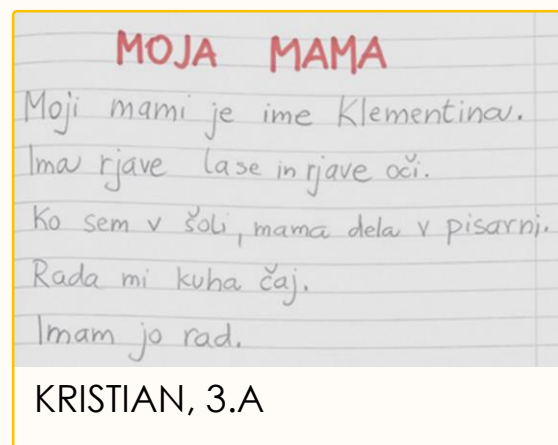 MOJA MAMA
Moji mami je ime Klementina.
Ima rjave lase in rjave oči.
Ko sem v šoli, mama dela v pisarni.
Rada mi kuha čaj.
Imam jo rad.
KRISTIAN, 3.A